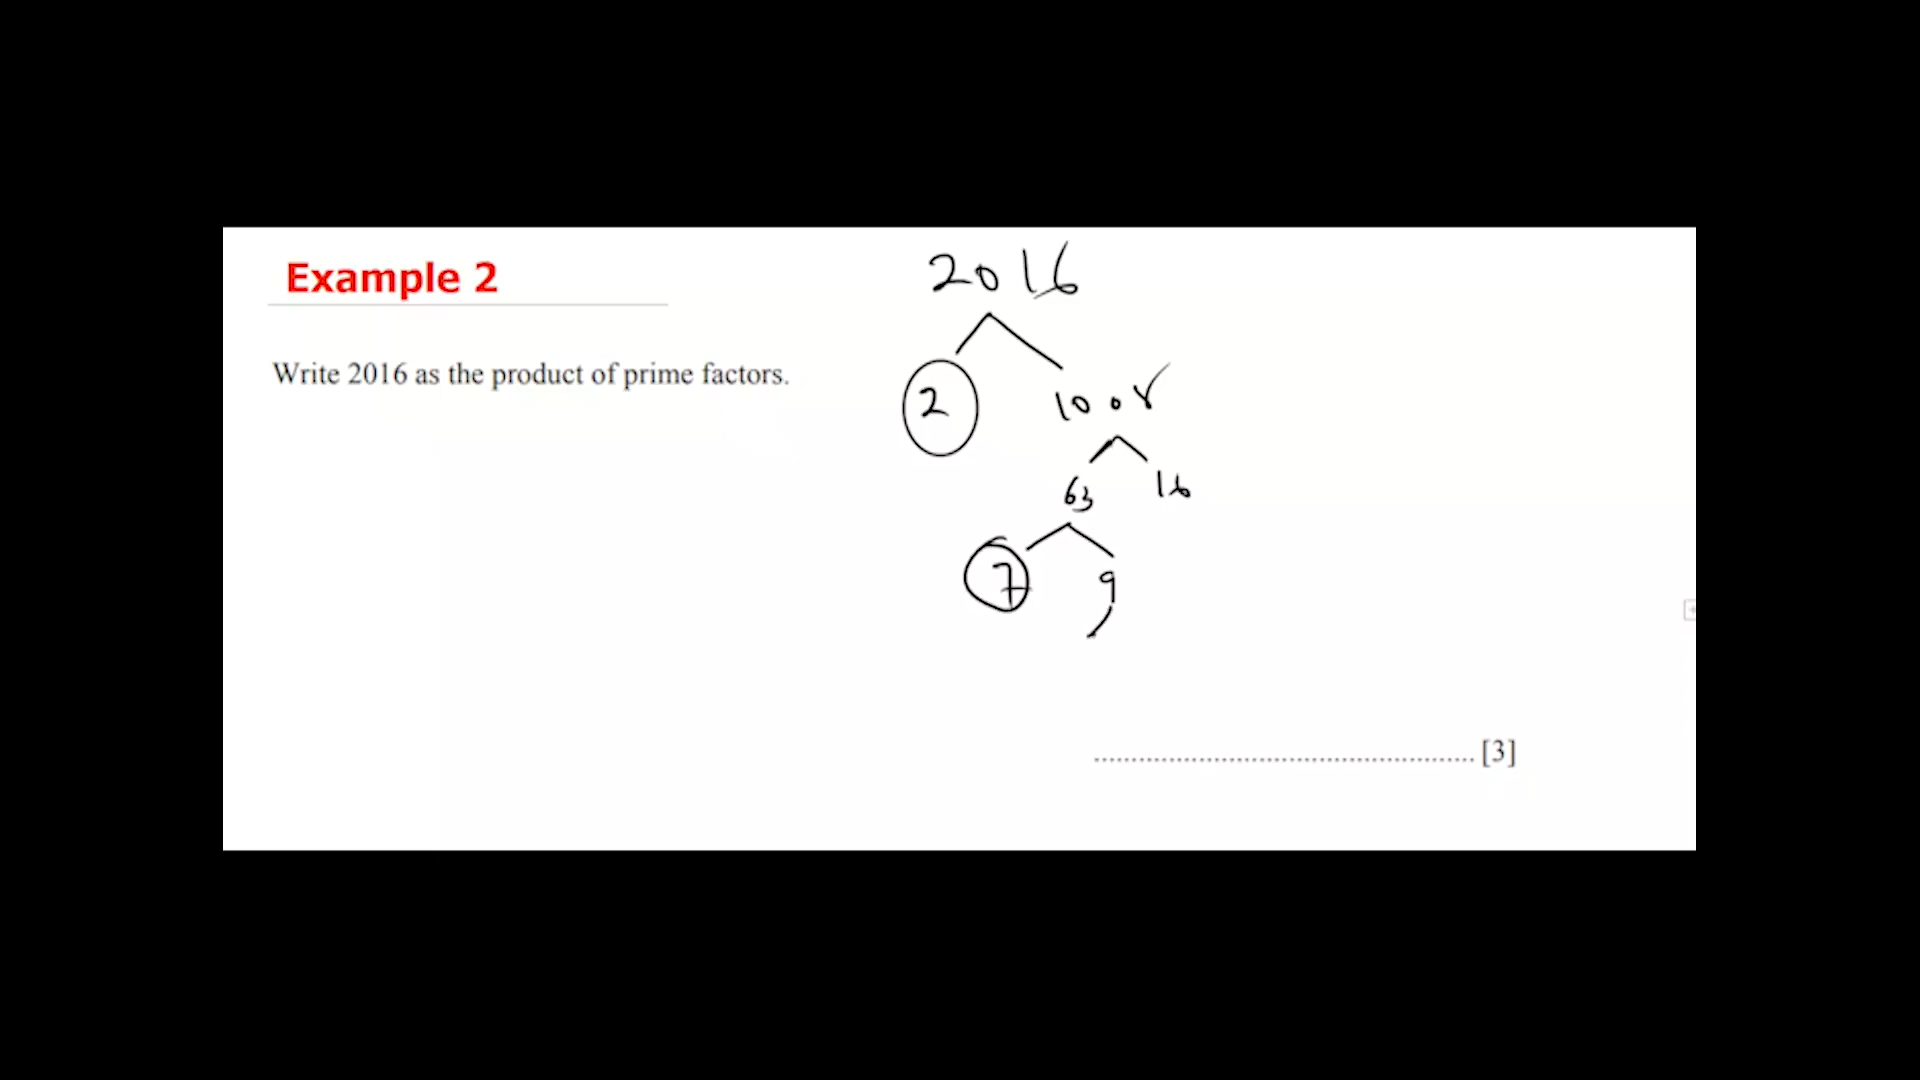 Example 2
2016
Write 2016 as the product of prime factors.
2 1008
63 16
7 9
[3]